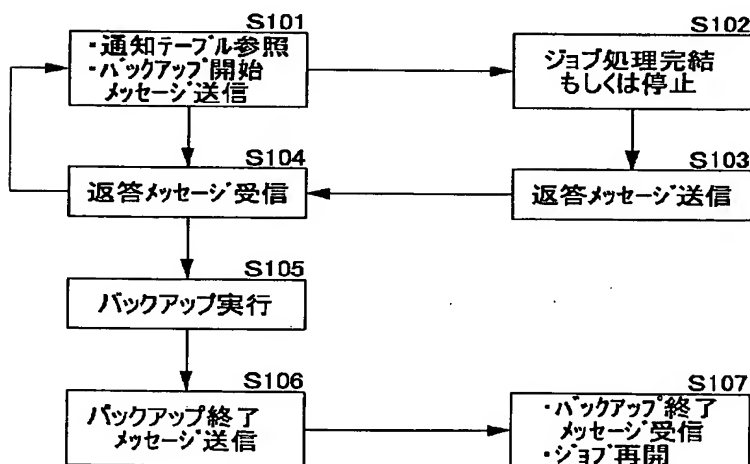 S101
・通知テーブル参照
・バックアップ開始
メッセージ送信
S102
ジョブ処理完結
もしくは停止
S104
返答メッセージ受信
S103
返答メッセージ送信
S105
バックアップ実行
S106
バックアップ終了
メッセージ送信
S107
・バックアップ終了
メッセージ受信
・ジョブ再開